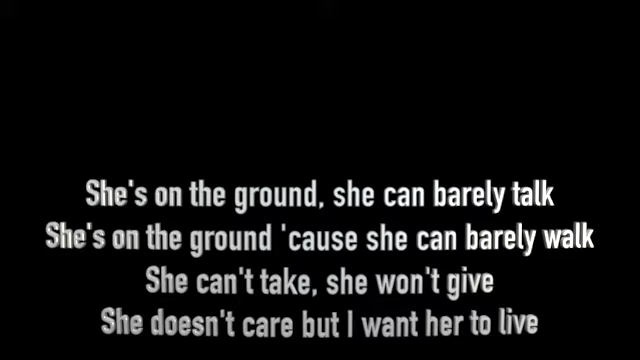 She's on the ground, she can barely talk
She's on the ground 'cause she can barely walk
She can't take, she won't give
She doesn't care but I want her to live